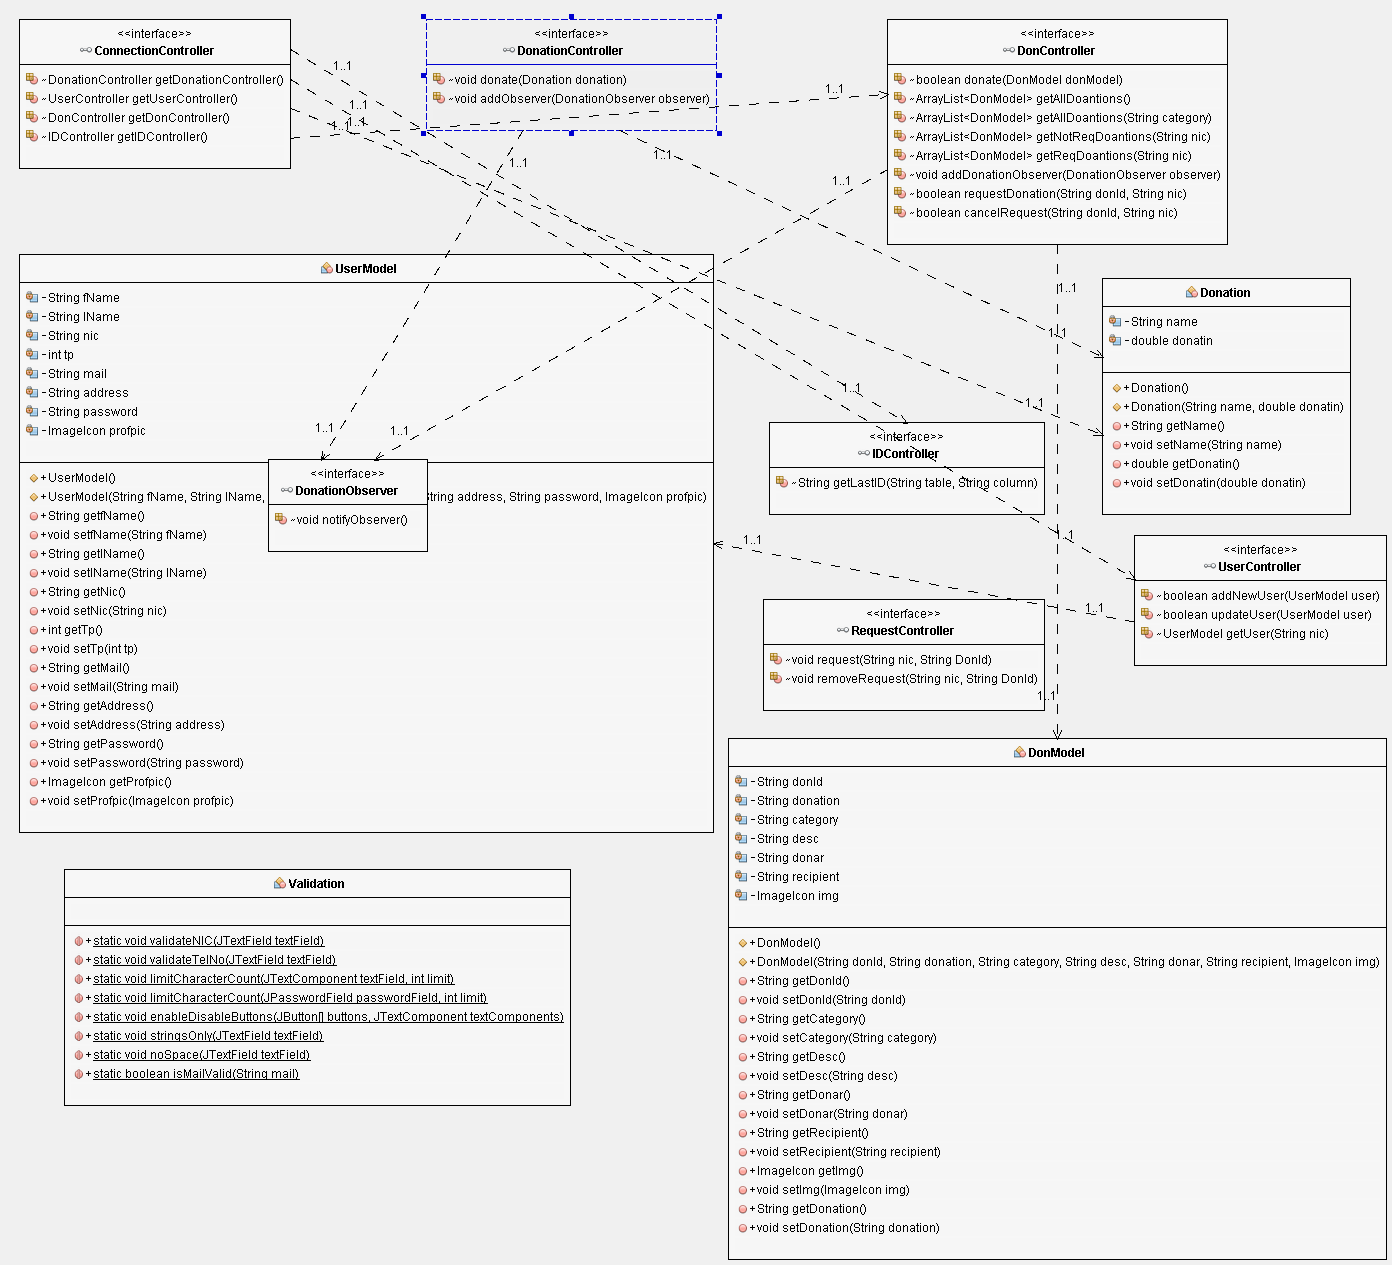 <<interface>>
ConnectionController
~DonationController getDonationController()
~UserController getUserController()
~DonController getDonController()
~IDController getIDController()
<<interface>>
DonationController
~void donate(Donation donation)
~void addObserver(DonationObserver observer)
<<interface>>
DonController
~boolean donate(DonModel donModel)
~ArrayList<DonModel> getAllDoantions()
~ArrayList<DonModel> getAllDoantions(String category)
~ArrayList<DonModel> getNotReqDoantions(String nic)
~ArrayList<DonModel> getReqDoantions(String nic)
~void addDonationObserver(DonationObserver observer)
~boolean requestDonation(String donId, String nic)
~boolean cancelRequest(String donId, String nic)
1..1
1..1
1..1
1..1
1..1
1..1
1..1
1..1
UserModel
-String fName
-String lName
-String nic
-int tp
-String mail
-String address
-String password
-ImageIcon profpic
+UserModel()
+UserModel(String fName, String lName,
String address, String password, ImageIcon profpic)
+String getfName()
+void setfName(String fName)
+String getlName()
+void setlName(String lName)
+String getNic()
+void setNic(String nic)
+int getTp()
+void setTp(int tp)
+String getMail()
+void setMail(String mail)
+String getAddress()
+void setAddress(String address)
+String getPassword()
+void setPassword(String password)
+ImageIcon getProfpic()
+void setProfpic(ImageIcon profpic)
1..1
1..1
<<interface>>
DonationObserver
~void notifyObserver()
1..1
1..1
Donation
-String name
-double donatin
+Donation()
+Donation(String name, double donatin)
+String getName()
+void setName(String name)
+double getDonatin()
+void setDonatin(double donatin)
1..1
1..1
<<interface>>
IDController
~String getLastID(String table, String column)
1..1
1..1
<<interface>>
UserController
~boolean addNewUser(UserModel user)
~boolean updateUser(UserModel user)
~UserModel getUser(String nic)
1..1
<<interface>>
RequestController
~void request(String nic, String DonId)
~void removeRequest(String nic, String DonId)
1..1
DonModel
-String donId
-String donation
-String category
-String desc
-String donar
-String recipient
-ImageIcon img
+DonModel()
+DonModel(String donId, String donation, String category, String desc, String donar, String recipient, ImageIcon img)
+String getDonId()
+void setDonId(String donId)
+String getCategory()
+void setCategory(String category)
+String getDesc()
+void setDesc(String desc)
+String getDonar()
+void setDonar(String donar)
+String getRecipient()
+void setRecipient(String recipient)
+ImageIcon getImg()
+void setImg(ImageIcon img)
+String getDonation()
+void setDonation(String donation)
Validation
+static void validateNIC(JTextField textField)
+static void validateTelNo(JTextField textField)
+static void limitCharacterCount(JTextComponent textField, int limit)
+static void limitCharacterCount(JPasswordField passwordField, int limit)
+static void enableDisableButtons(JButton[] buttons, JTextComponent textComponents)
+static void stringsOnly(JTextField textField)
+static void noSpace(JTextField textField)
+static boolean isMailValid(String mail)